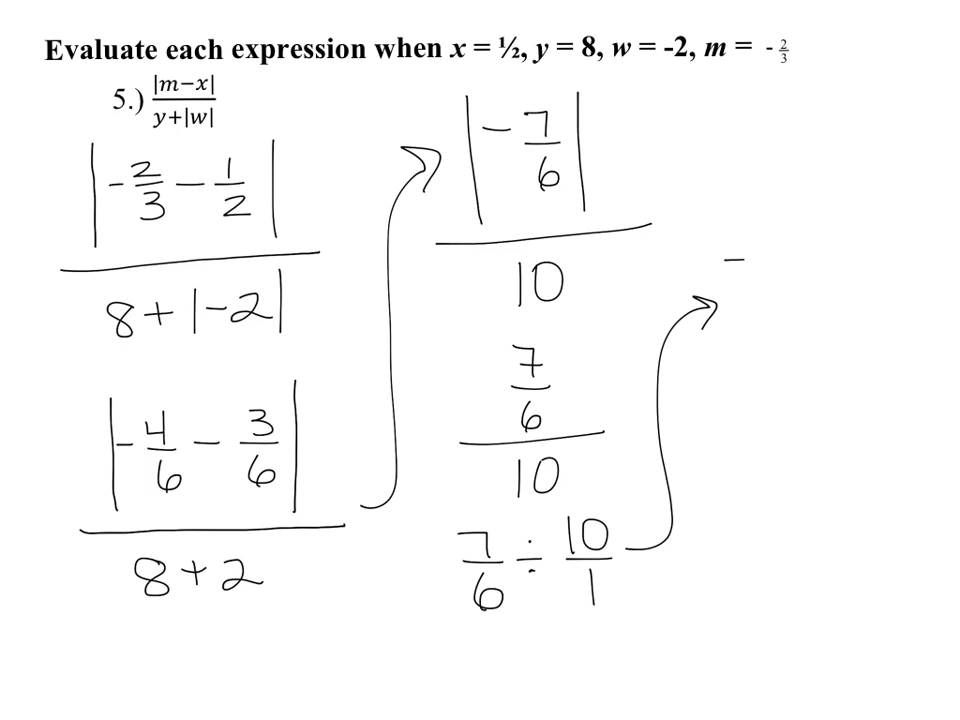 Evaluate each expression when x = ½, y = 8, w = -2, m = - 2/3
5.) |m−x| / y+|w|
|- 2/3 - 1/2|
8 + |-2|
|- 4/6 - 3/6|
8 + 2
|- 7/6|
10
7/6
10
7/6 ÷ 10/1
-